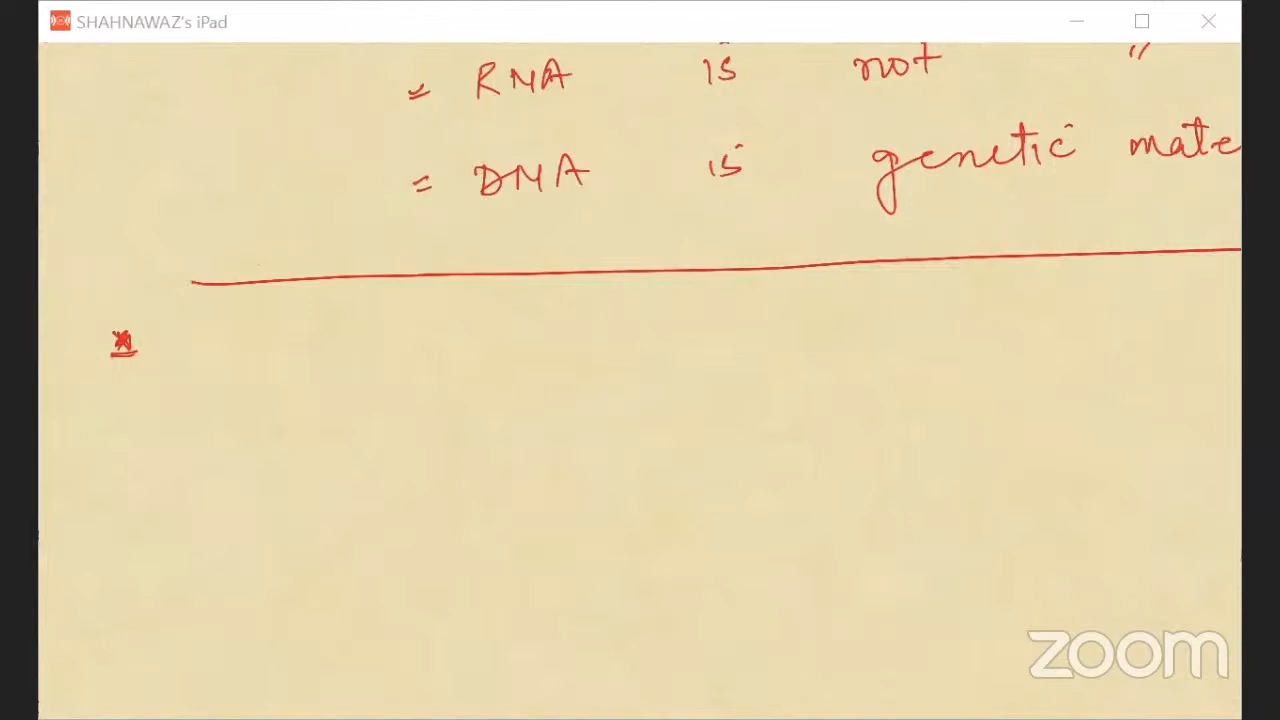 SHAHNAWAZ's iPad
= RNA is not "
= DNA is genetic mate
*
zoom